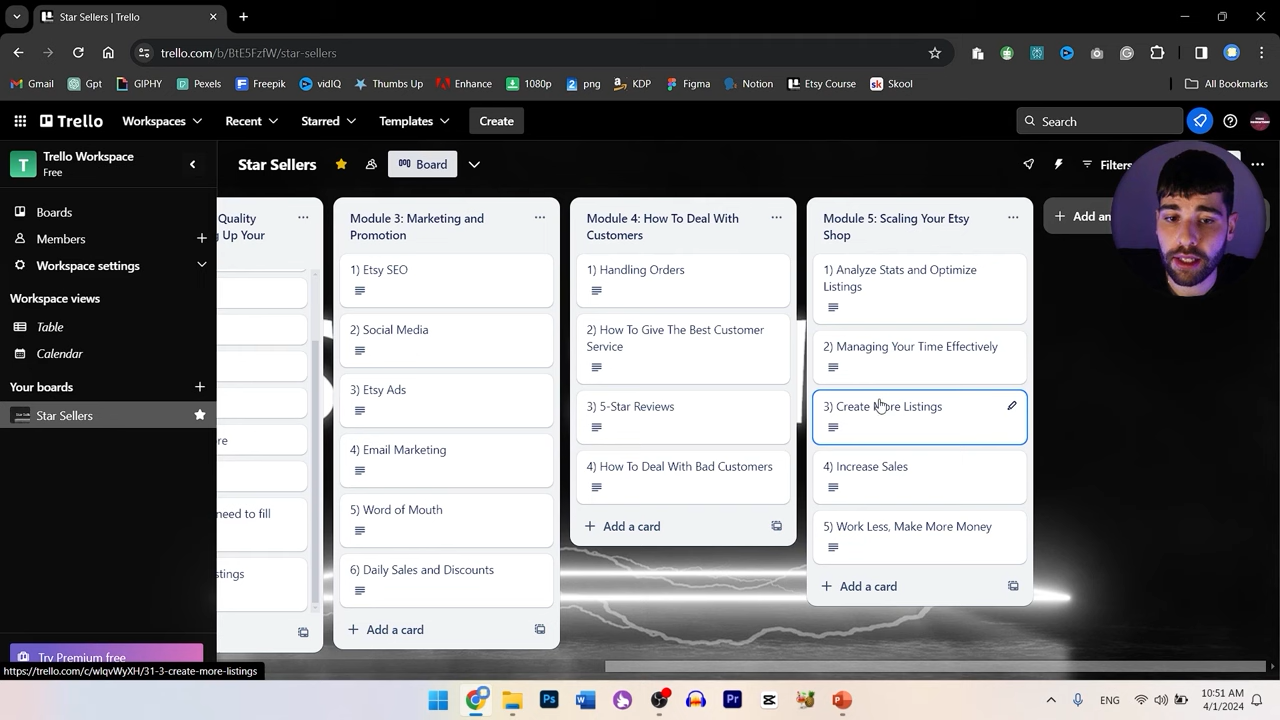 Star Sellers | Trello
trello.com/b/BtE5FzfW/star-sellers
Gmail
Gpt
GIPHY
Pexels
Freepik
vidIQ
Thumbs Up
Enhance
1080p
png
KDP
Figma
Notion
Etsy Course
Skool
All Bookmarks
Trello
Workspaces
Recent
Starred
Templates
Create
Search
T
Trello Workspace
Free
Star Sellers
Board
Filters
Boards
Members
Workspace settings
Workspace views
Table
Calendar
Your boards
Star Sellers
Try Premium free
Quality
g Up Your
re
need to fill
stings
Module 3: Marketing and
Promotion
1) Etsy SEO
2) Social Media
3) Etsy Ads
4) Email Marketing
5) Word of Mouth
6) Daily Sales and Discounts
Add a card
Module 4: How To Deal With
Customers
1) Handling Orders
2) How To Give The Best Customer
Service
3) 5-Star Reviews
4) How To Deal With Bad Customers
Add a card
Module 5: Scaling Your Etsy
Shop
1) Analyze Stats and Optimize
Listings
2) Managing Your Time Effectively
3) Create More Listings
4) Increase Sales
5) Work Less, Make More Money
Add a card
Add an
https://trello.com/c/wlqvWyXH/31-3-create-more-listings
ENG
10:51 AM
4/1/2024